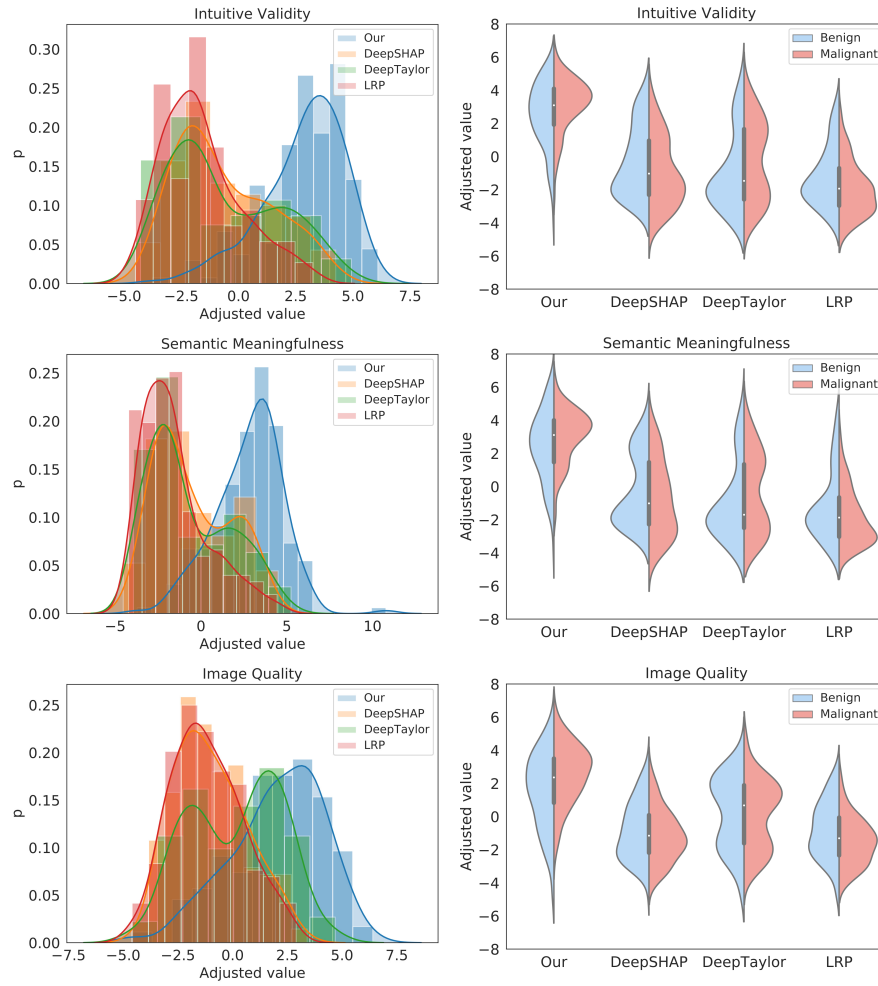 Intuitive Validity
0.30
0.25
0.20
0.15
0.10
0.05
0.00
p
−5.0 −2.5 0.0 2.5 5.0 7.5
Adjusted value
Our
DeepSHAP
DeepTaylor
LRP
Intuitive Validity
8
6
4
2
0
−2
−4
−6
−8
Adjusted value
Our DeepSHAP DeepTaylor LRP
Benign
Malignant
Semantic Meaningfulness
0.25
0.20
0.15
0.10
0.05
0.00
p
−5 0 5 10
Adjusted value
Our
DeepSHAP
DeepTaylor
LRP
Semantic Meaningfulness
8
6
4
2
0
−2
−4
−6
−8
Adjusted value
Our DeepSHAP DeepTaylor LRP
Benign
Malignant
Image Quality
0.25
0.20
0.15
0.10
0.05
0.00
p
−7.5 −5.0 −2.5 0.0 2.5 5.0 7.5
Adjusted value
Our
DeepSHAP
DeepTaylor
LRP
Image Quality
8
6
4
2
0
−2
−4
−6
−8
Adjusted value
Our DeepSHAP DeepTaylor LRP
Benign
Malignant